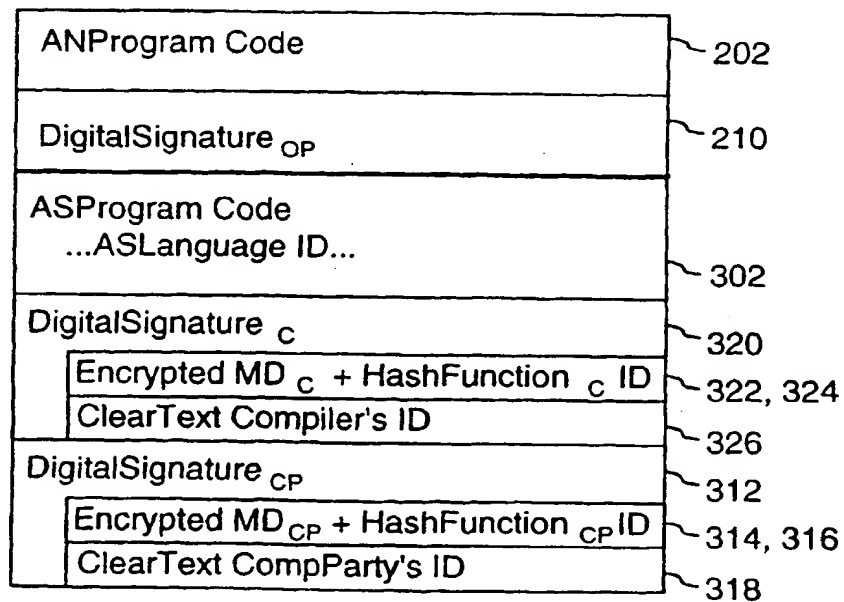 ANProgram Code
202
DigitalSignature OP
210
ASProgram Code
...ASLanguage ID...
302
DigitalSignature C
320
Encrypted MD C + HashFunction C ID
322, 324
ClearText Compiler's ID
326
DigitalSignature CP
312
Encrypted MD CP + HashFunction CP ID
314, 316
ClearText CompParty's ID
318